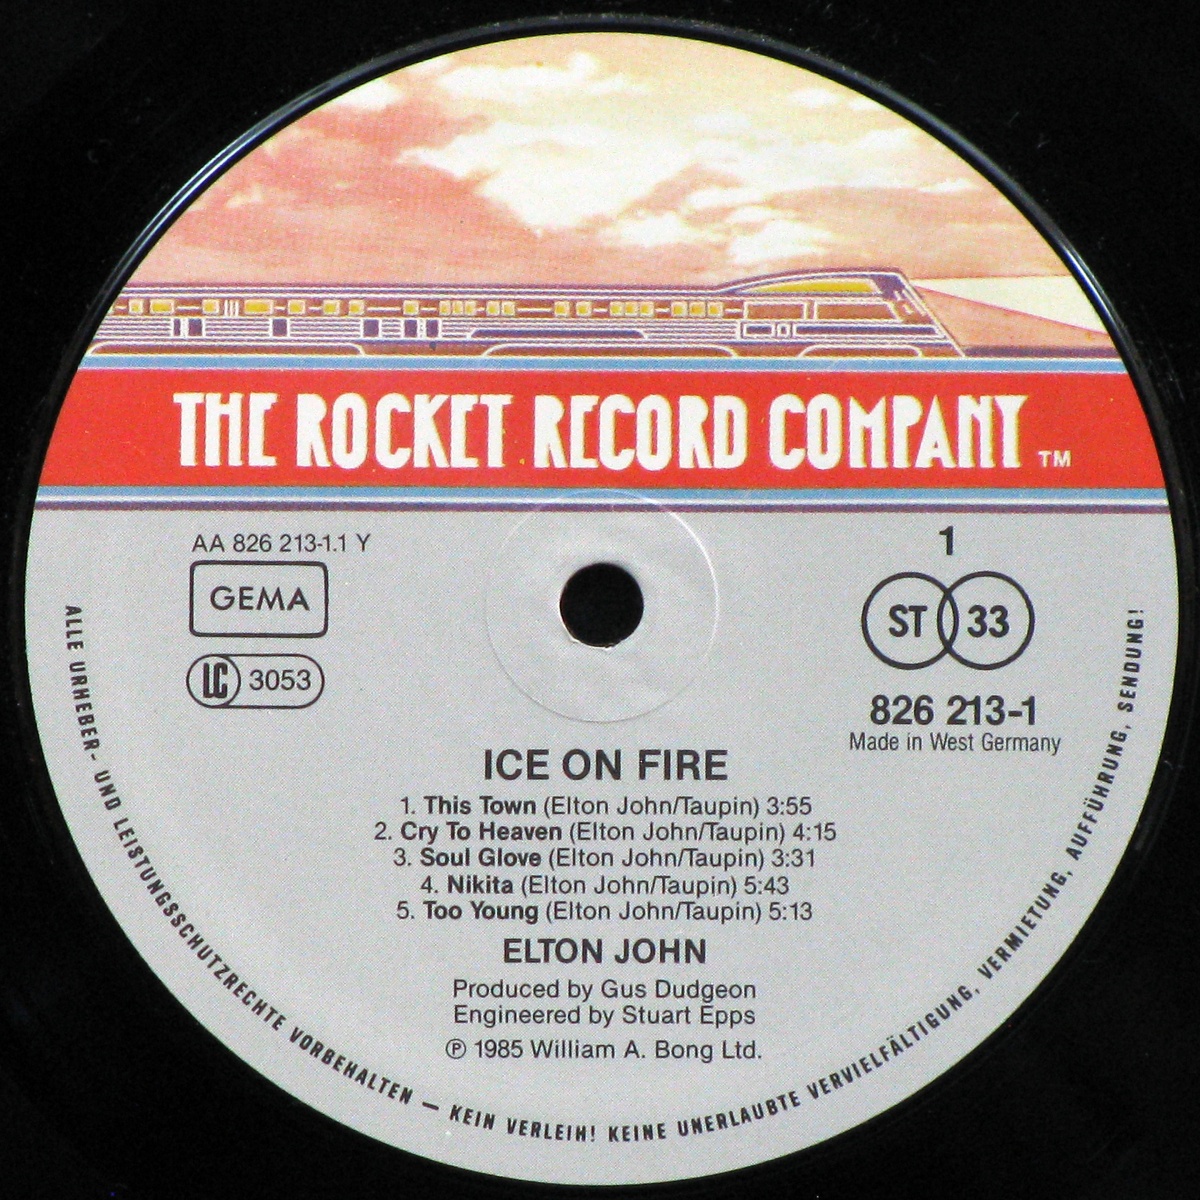 THE ROCKET RECORD COMPANY TM
AA 826 213-1.1 Y
GEMA
LC 3053
1
ST 33
826 213-1
Made in West Germany
ICE ON FIRE
1. This Town (Elton John/Taupin) 3:55
2. Cry To Heaven (Elton John/Taupin) 4:15
3. Soul Glove (Elton John/Taupin) 3:31
4. Nikita (Elton John/Taupin) 5:43
5. Too Young (Elton John/Taupin) 5:13
ELTON JOHN
Produced by Gus Dudgeon
Engineered by Stuart Epps
℗ 1985 William A. Bong Ltd.
ALLE URHEBER- UND LEISTUNGSSCHUTZRECHTE VORBEHALTEN – KEIN VERLEIH! KEINE UNERLAUBTE VERVIELFÄLTIGUNG, VERMIETUNG, AUFFÜHRUNG, SENDUNG!